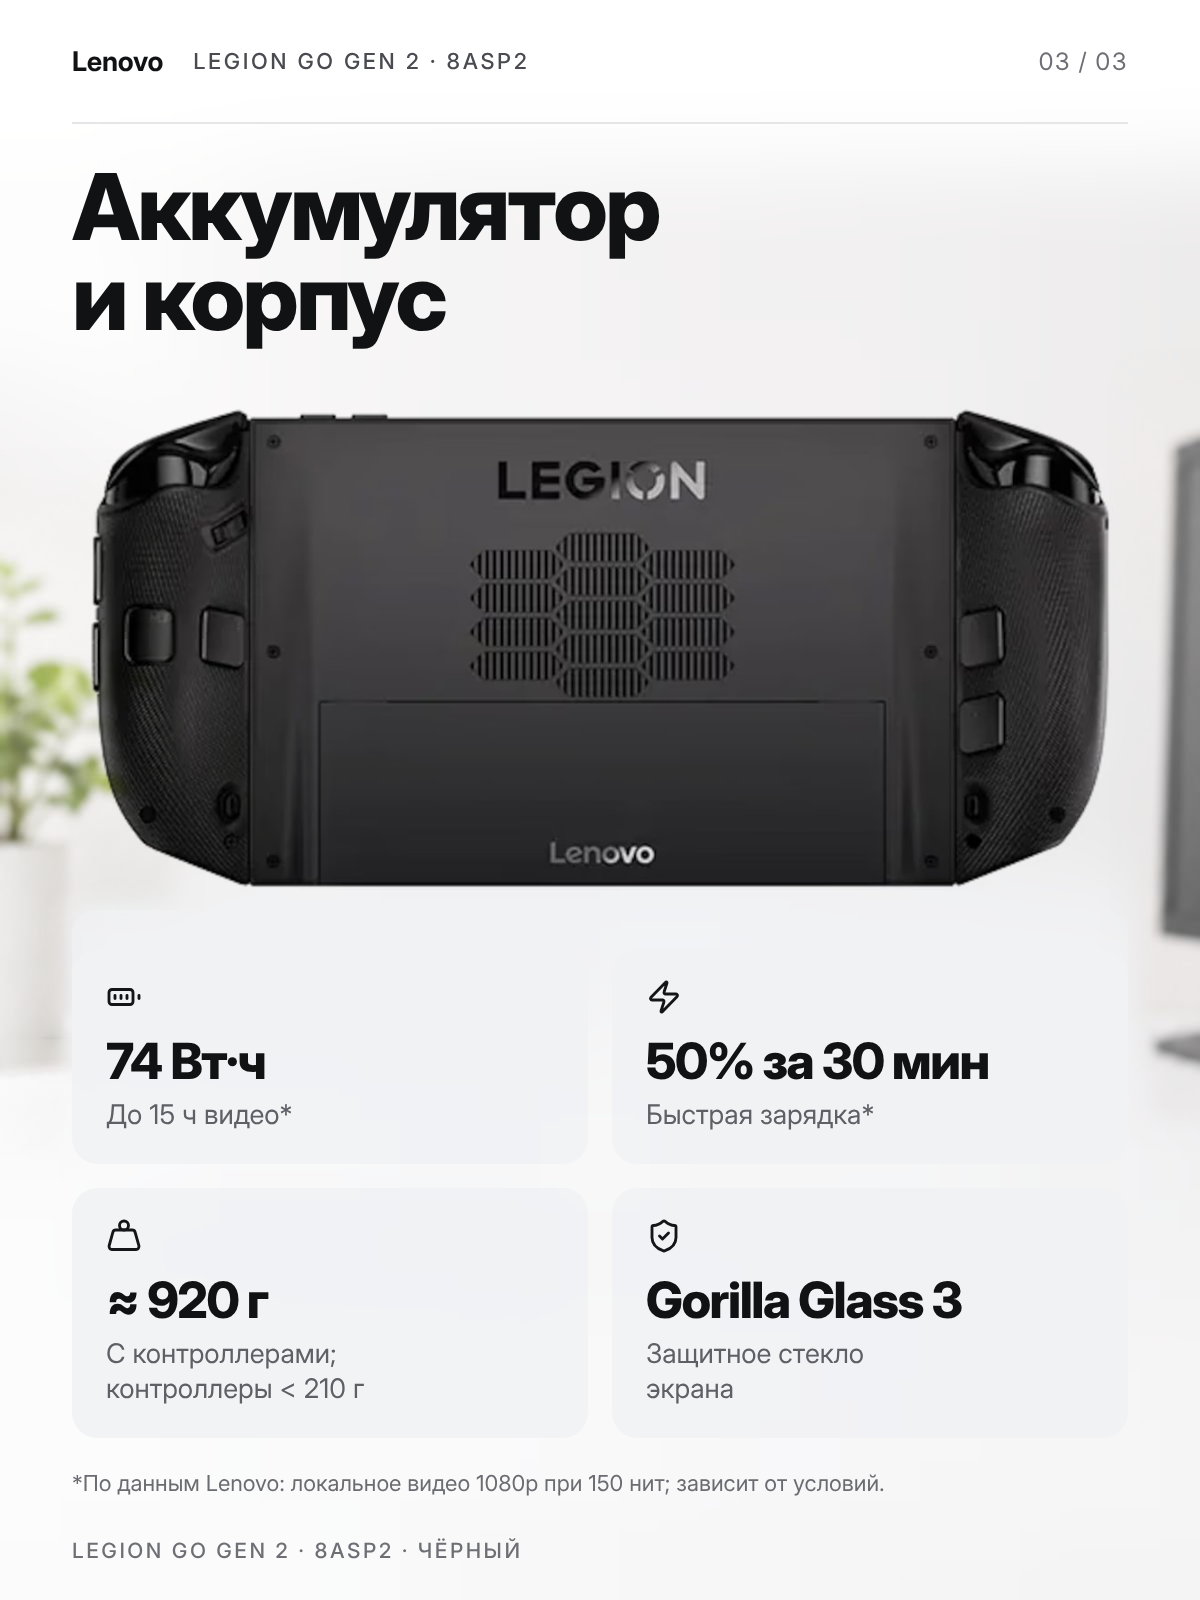 Lenovo LEGION GO GEN 2 · 8ASP2 03 / 03
Аккумулятор
и корпус
LEGION
Lenovo
74 Вт·ч
До 15 ч видео*
50% за 30 мин
Быстрая зарядка*
≈ 920 г
С контроллерами;
контроллеры < 210 г
Gorilla Glass 3
Защитное стекло
экрана
*По данным Lenovo: локальное видео 1080p при 150 нит; зависит от условий.
LEGION GO GEN 2 · 8ASP2 · ЧЁРНЫЙ